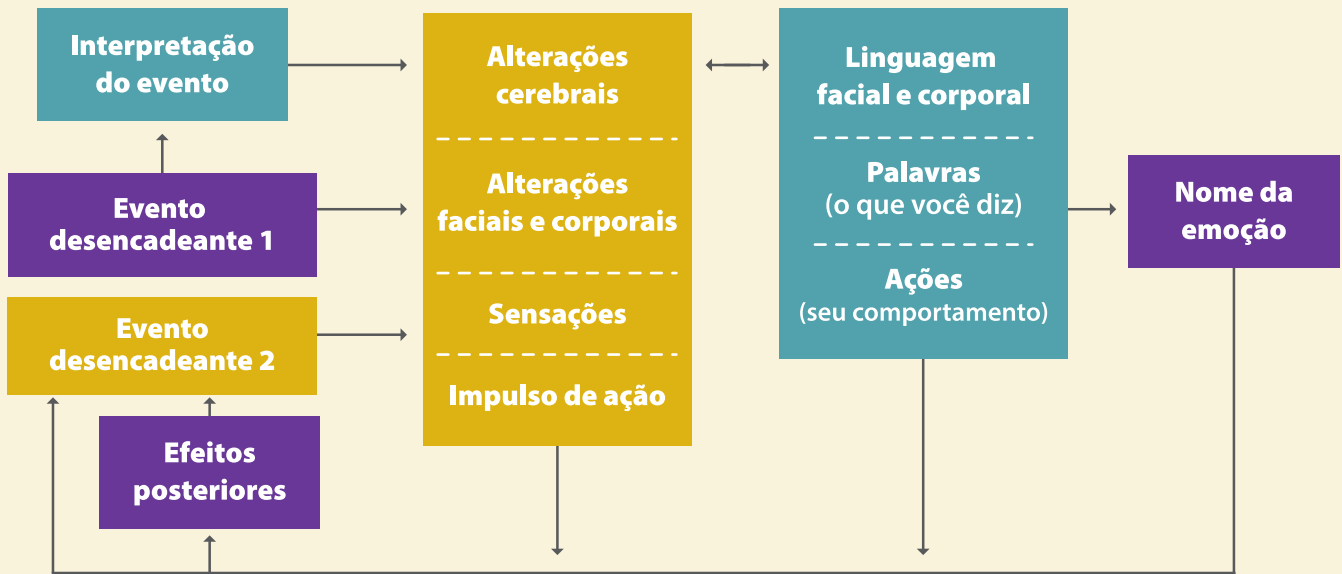 Interpretação
do evento
Evento
desencadeante 1
Evento
desencadeante 2
Efeitos
posteriores
Alterações
cerebrais
Alterações
faciais e corporais
Sensações
Impulso de ação
Linguagem
facial e corporal
Palavras
(o que você diz)
Ações
(seu comportamento)
Nome da
emoção